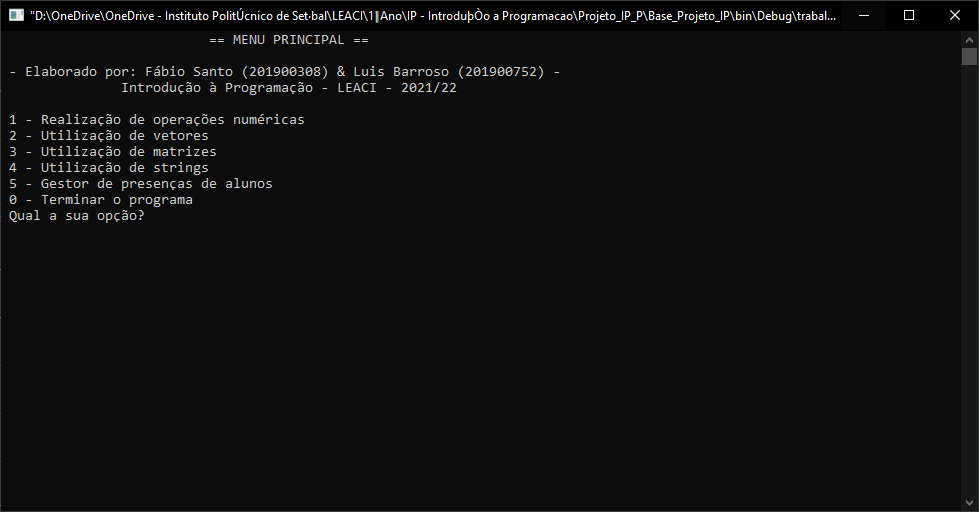 "D:\OneDrive\OneDrive - Instituto PolitÚcnico de Set·bal\LEACI\1║Ano\IP - IntroduþÒo a Programacao\Projeto_IP_P\Base_Projeto_IP\bin\Debug\trabal...
== MENU PRINCIPAL ==
- Elaborado por: Fábio Santo (201900308) & Luis Barroso (201900752) -
Introdução à Programação - LEACI - 2021/22
1 - Realização de operações numéricas
2 - Utilização de vetores
3 - Utilização de matrizes
4 - Utilização de strings
5 - Gestor de presenças de alunos
0 - Terminar o programa
Qual a sua opção?